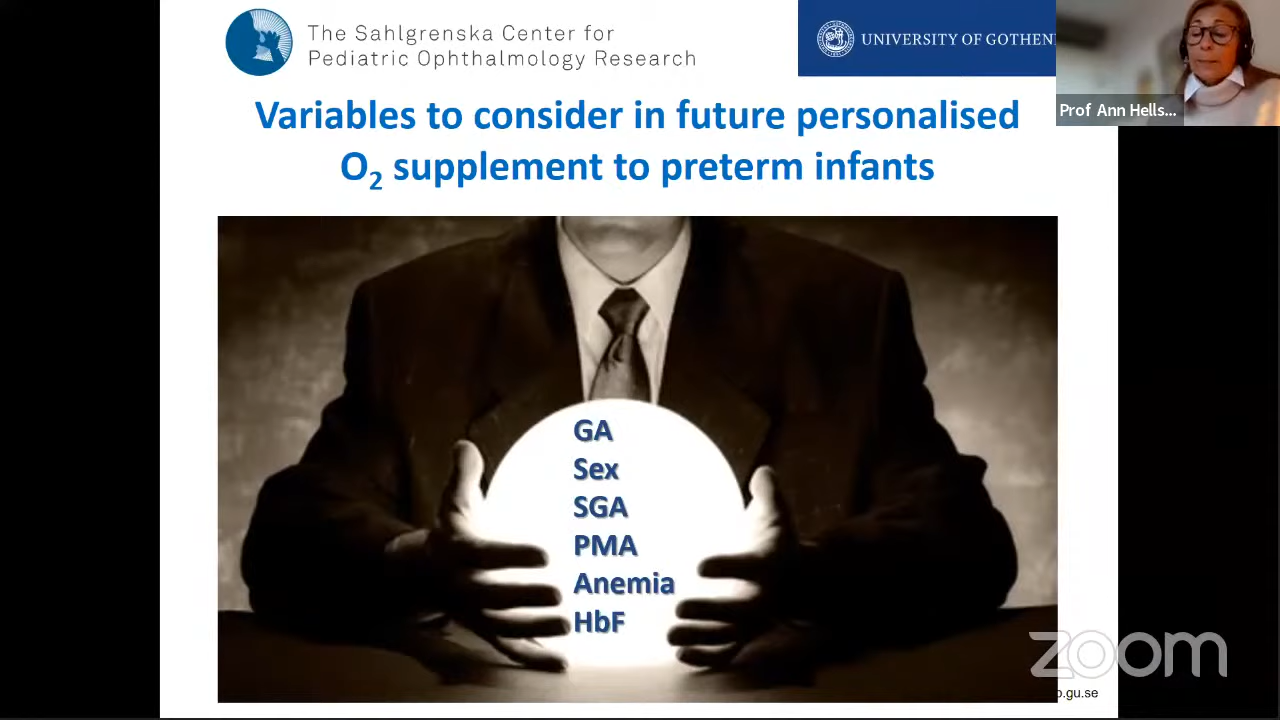 The Sahlgrenska Center for
Pediatric Ophthalmology Research
UNIVERSITY OF GOTHEN
Prof Ann Hells...
Variables to consider in future personalised
O₂ supplement to preterm infants
GA
Sex
SGA
PMA
Anemia
HbF
zoom
o.gu.se